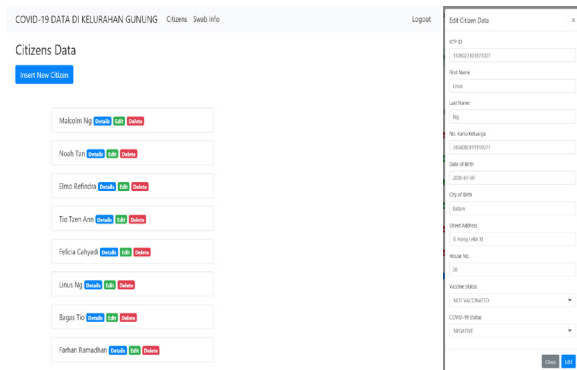 COVID-19 DATA DI KELURAHAN GUNUNG Citizens Swab Info Logout
Citizens Data
Insert New Citizen
Malcolm Ng Details Edit Delete
Noah Tan Details Edit Delete
Elmo Refindra Details Edit Delete
Tio Tzen Ann Details Edit Delete
Felicia Cahyadi Details Edit Delete
Linus Ng Details Edit Delete
Bagas Tio Details Edit Delete
Farhan Ramadhan Details Edit Delete
Edit Citizen Data X
KTP ID
First Name
Linus
Last Name
Ng
No. Kartu Keluarga
Date of Birth
City of Birth
Batam
Street Address
House No.
36
Vaccine Status
NOT VACCINATED
COVID-19 Status
NEGATIVE
Close Edit